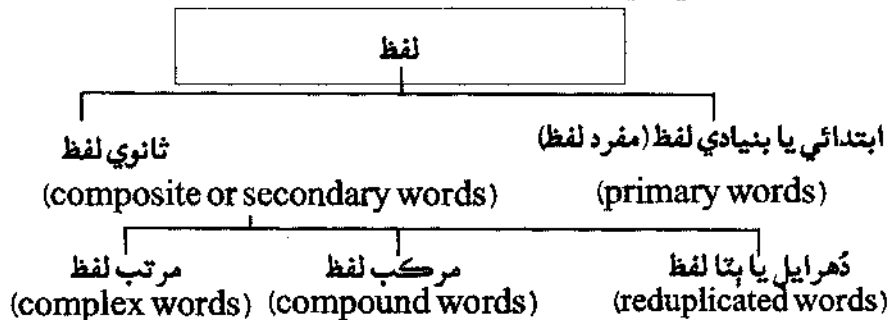 لفظ
ابتدائي يا بنيادي لفظ (مفرد لفظ) ثانوي لفظ
(composite or secondary words) (primary words)
ڌُهرايل يا ٻِٽا لفظ مرڪب لفظ مرتب لفظ
(complex words) (compound words) (reduplicated words)